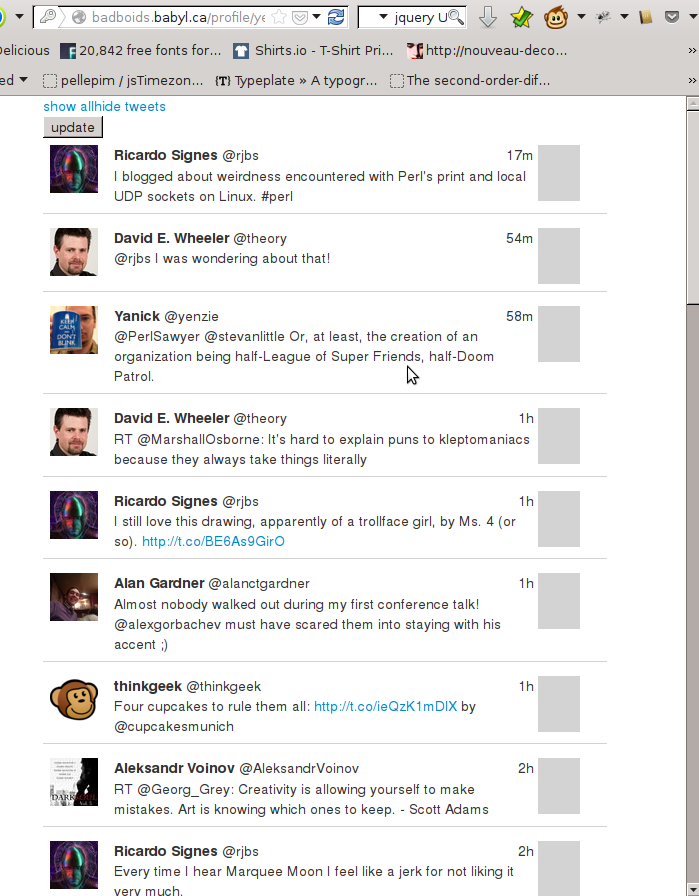 badboids.babyl.ca/profile/ye
jquery U
Delicious
20,842 free fonts for...
Shirts.io - T-Shirt Pri...
http://nouveau-deco...
»
ed
pellepim / jsTimezon...
{T} Typeplate » A typogr...
The second-order-dif...
»
show allhide tweets
update
Ricardo Signes @rjbs 17m
I blogged about weirdness encountered with Perl's print and local
UDP sockets on Linux. #perl
David E. Wheeler @theory 54m
@rjbs I was wondering about that!
KEEP
CALM
AND
DON'T
BLINK
Yanick @yenzie 58m
@PerlSawyer @stevanlittle Or, at least, the creation of an
organization being half-League of Super Friends, half-Doom
Patrol.
David E. Wheeler @theory 1h
RT @MarshallOsborne: It's hard to explain puns to kleptomaniacs
because they always take things literally
Ricardo Signes @rjbs 1h
I still love this drawing, apparently of a trollface girl, by Ms. 4 (or
so). http://t.co/BE6As9GirO
Alan Gardner @alanctgardner 1h
Almost nobody walked out during my first conference talk!
@alexgorbachev must have scared them into staying with his
accent ;)
thinkgeek @thinkgeek 1h
Four cupcakes to rule them all: http://t.co/ieQzK1mDIX by
@cupcakesmunich
Aleksandr Voinov @AleksandrVoinov 2h
RT @Georg_Grey: Creativity is allowing yourself to make
mistakes. Art is knowing which ones to keep. - Scott Adams
Ricardo Signes @rjbs 2h
Every time I hear Marquee Moon I feel like a jerk for not liking it
very much.